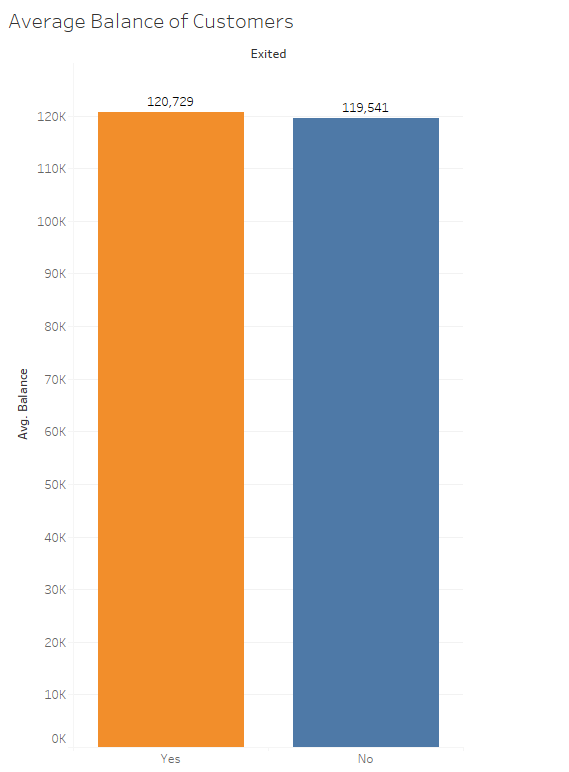 Average Balance of Customers
Exited
120,729
119,541
120K
110K
100K
90K
80K
70K
60K
50K
40K
30K
20K
10K
0K
Avg. Balance
Yes No